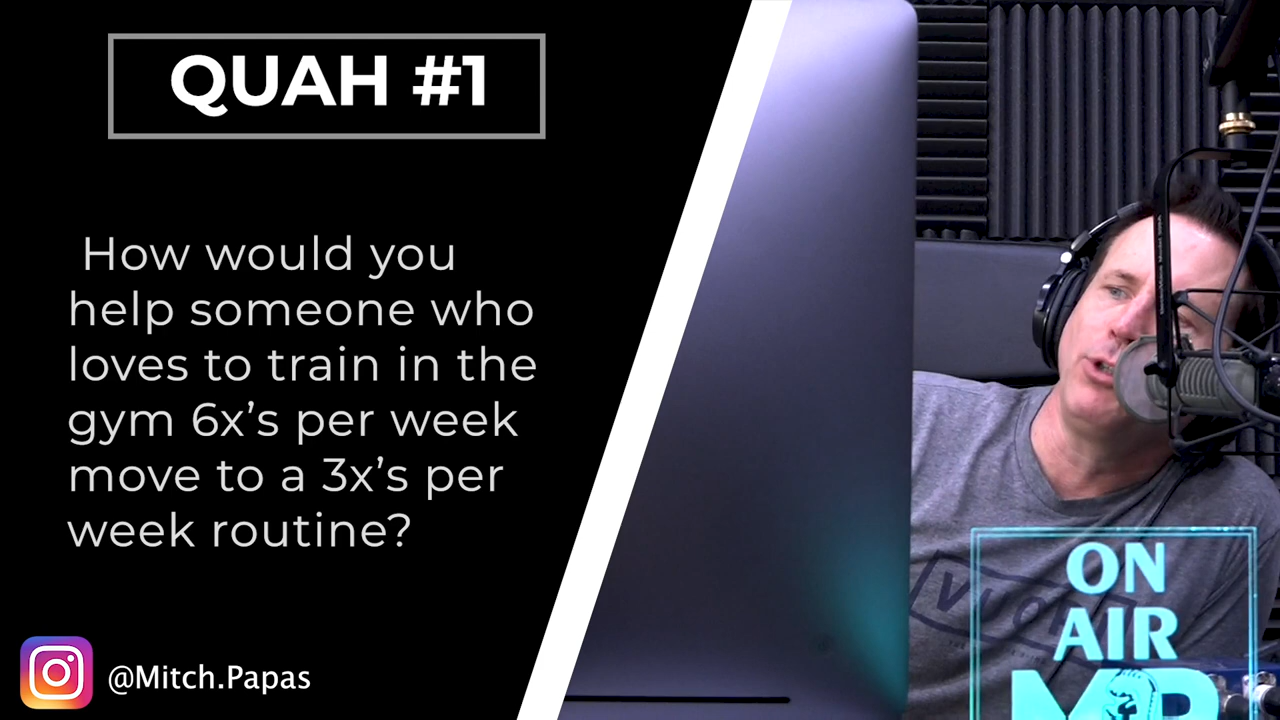 QUAH #1
How would you
help someone who
loves to train in the
gym 6x's per week
move to a 3x's per
week routine?
@Mitch.Papas
ON
AIR
MP